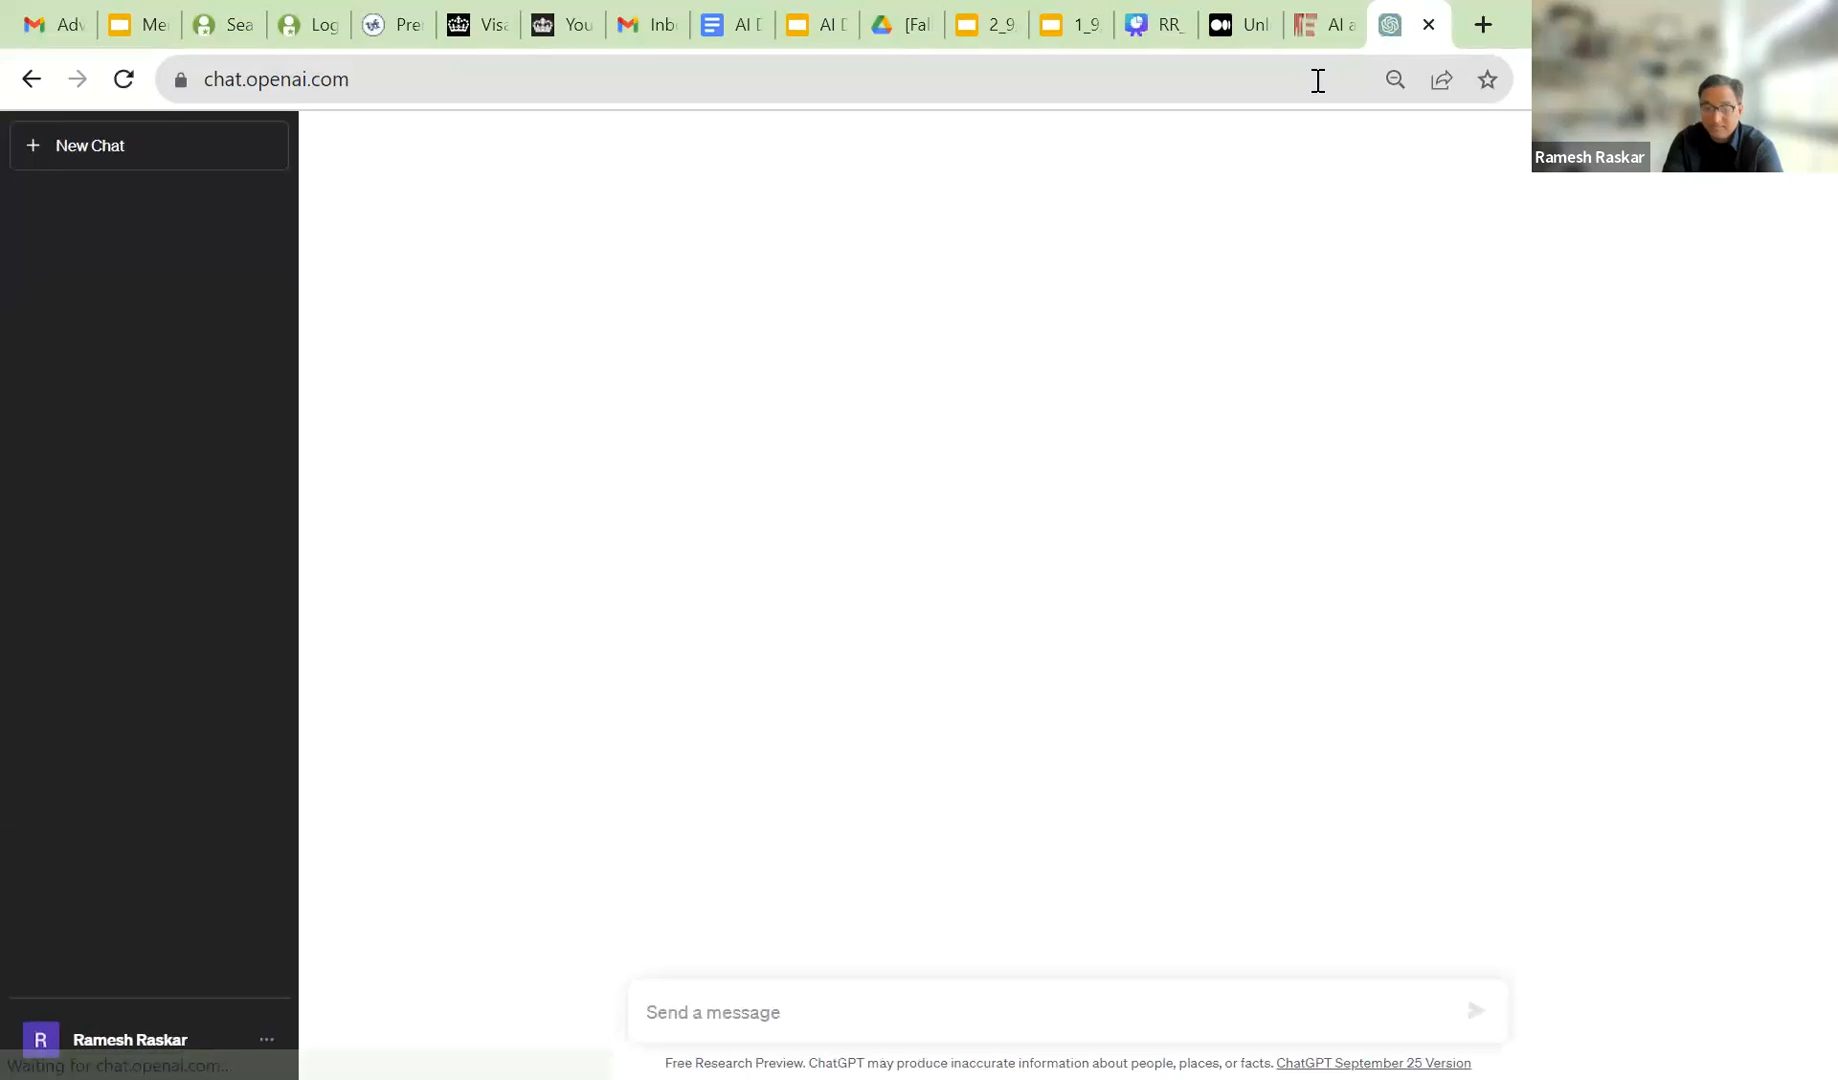 Adv
Me
Sea
Log
Pre
Visa
You
Inb
AI D
AI D
[Fal
2_9
1_9
RR_
Unl
AI a
chat.openai.com
Ramesh Raskar
+ New Chat
Send a message
R
Ramesh Raskar
Waiting for chat.openai.com...
Free Research Preview. ChatGPT may produce inaccurate information about people, places, or facts. ChatGPT September 25 Version